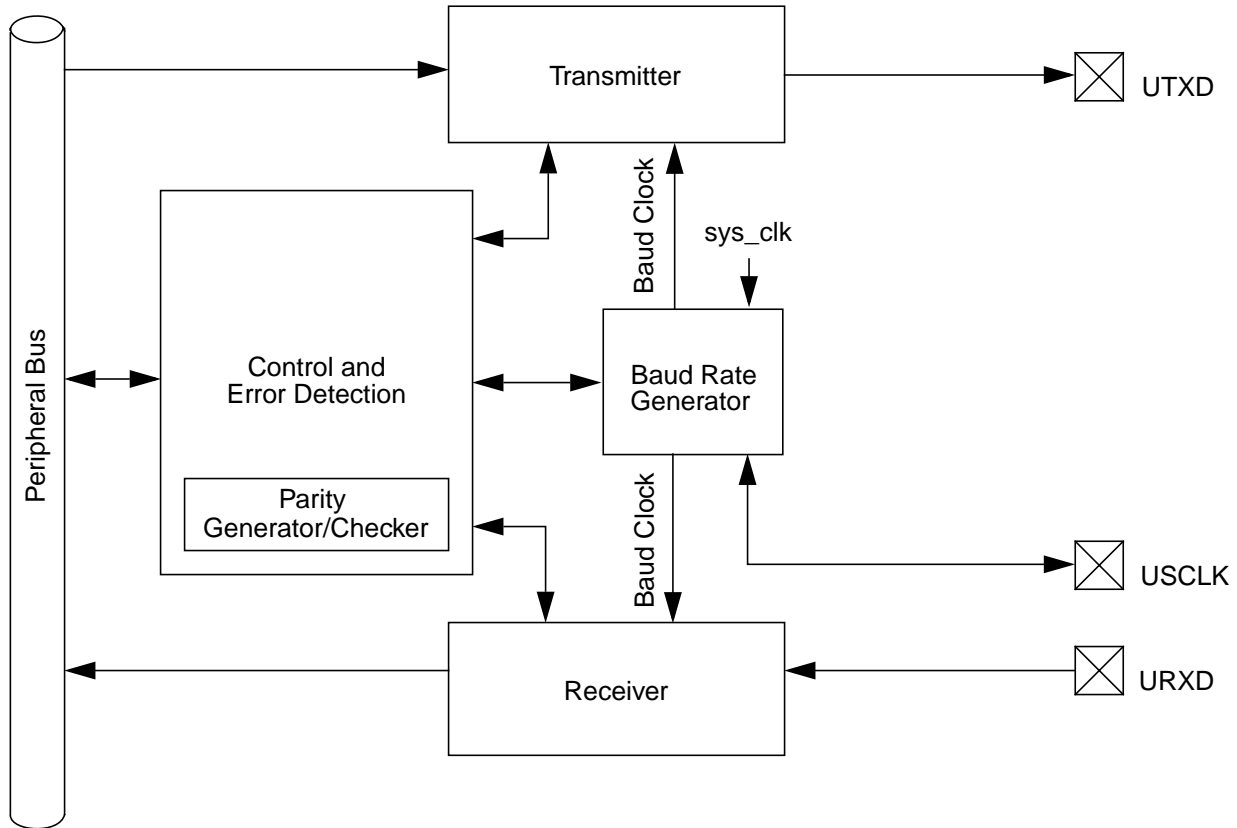 Transmitter
UTXD
Baud Clock
sys_clk
Peripheral Bus
Control and
Error Detection
Baud Rate
Generator
Parity
Generator/Checker
Baud Clock
USCLK
Receiver
URXD